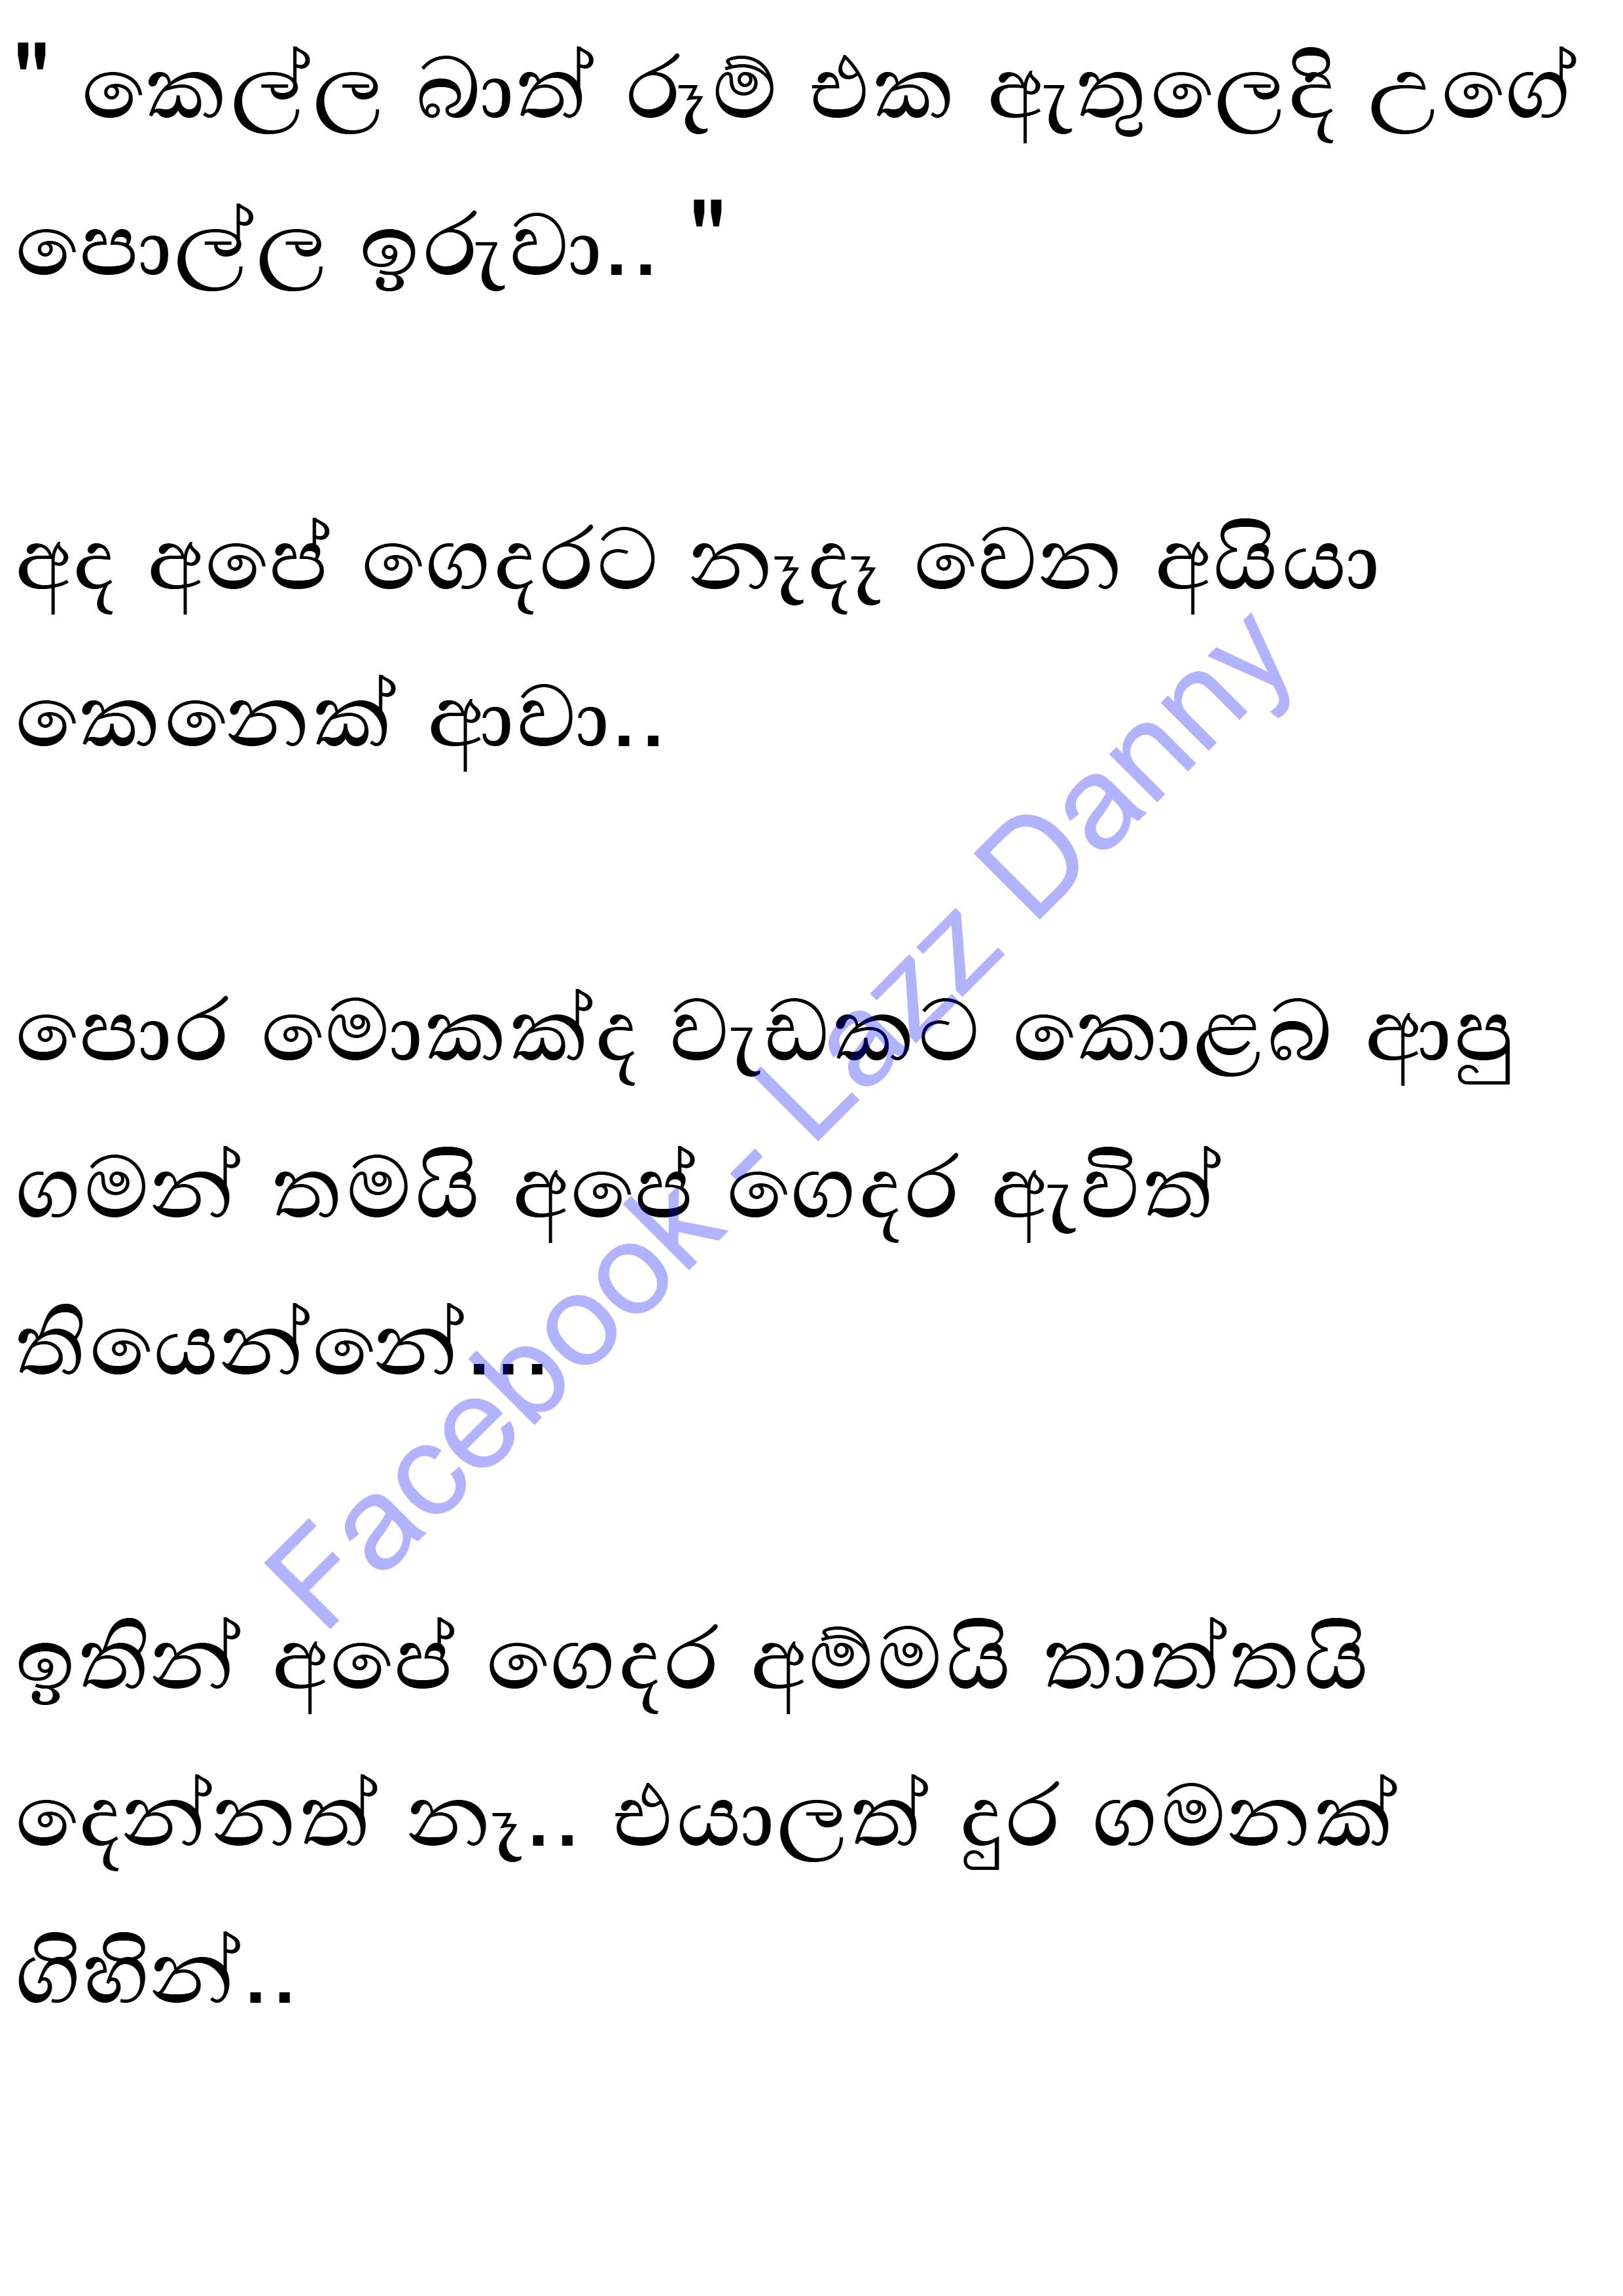 " කෙල්ල බාත් රූම් එක ඇතුලෙදි උගේ
පොල්ල ඉරුවා.. "
අද අපේ ගෙදරට නෑදෑ වෙන අයියා
කෙනෙක් ආවා..
පොර මොකක්ද වැඩකට කොළබ ආපු
ගමන් තමයි අපේ ගෙදර ඇවිත්
තියෙන්නේ...
ඉතින් අපේ ගෙදර අම්මයි තාත්තයි
දෙන්නත් නෑ.. එයාලත් දුර ගමනක්
ගිහින්..
Facebook - Lazz Danny